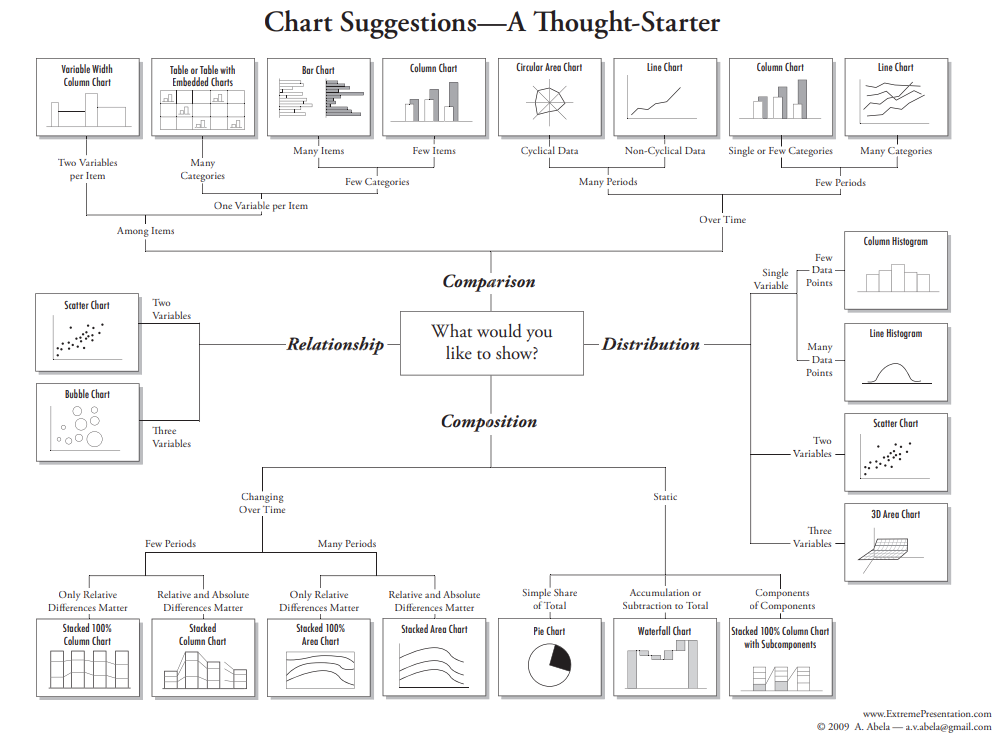 Chart Suggestions—A Thought-Starter
Variable Width
Column Chart
Table or Table with
Embedded Charts
Bar Chart
Column Chart
Circular Area Chart
Line Chart
Column Chart
Line Chart
Two Variables
per Item
Many
Categories
Many Items
Few Items
Cyclical Data
Non-Cyclical Data
Single or Few Categories
Many Categories
Few Categories
Many Periods
Few Periods
One Variable per Item
Over Time
Among Items
Comparison
What would you
like to show?
Relationship
Two
Variables
Scatter Chart
Three
Variables
Bubble Chart
Distribution
Single
Variable
Few
Data
Points
Column Histogram
Many
Data
Points
Line Histogram
Two
Variables
Scatter Chart
Three
Variables
3D Area Chart
Composition
Changing
Over Time
Static
Few Periods
Many Periods
Only Relative
Differences Matter
Relative and Absolute
Differences Matter
Only Relative
Differences Matter
Relative and Absolute
Differences Matter
Simple Share
of Total
Accumulation or
Subtraction to Total
Components
of Components
Stacked 100%
Column Chart
Stacked
Column Chart
Stacked 100%
Area Chart
Stacked Area Chart
Pie Chart
Waterfall Chart
Stacked 100% Column Chart
with Subcomponents
www.ExtremePresentation.com
© 2009 A. Abela — a.v.abela@gmail.com